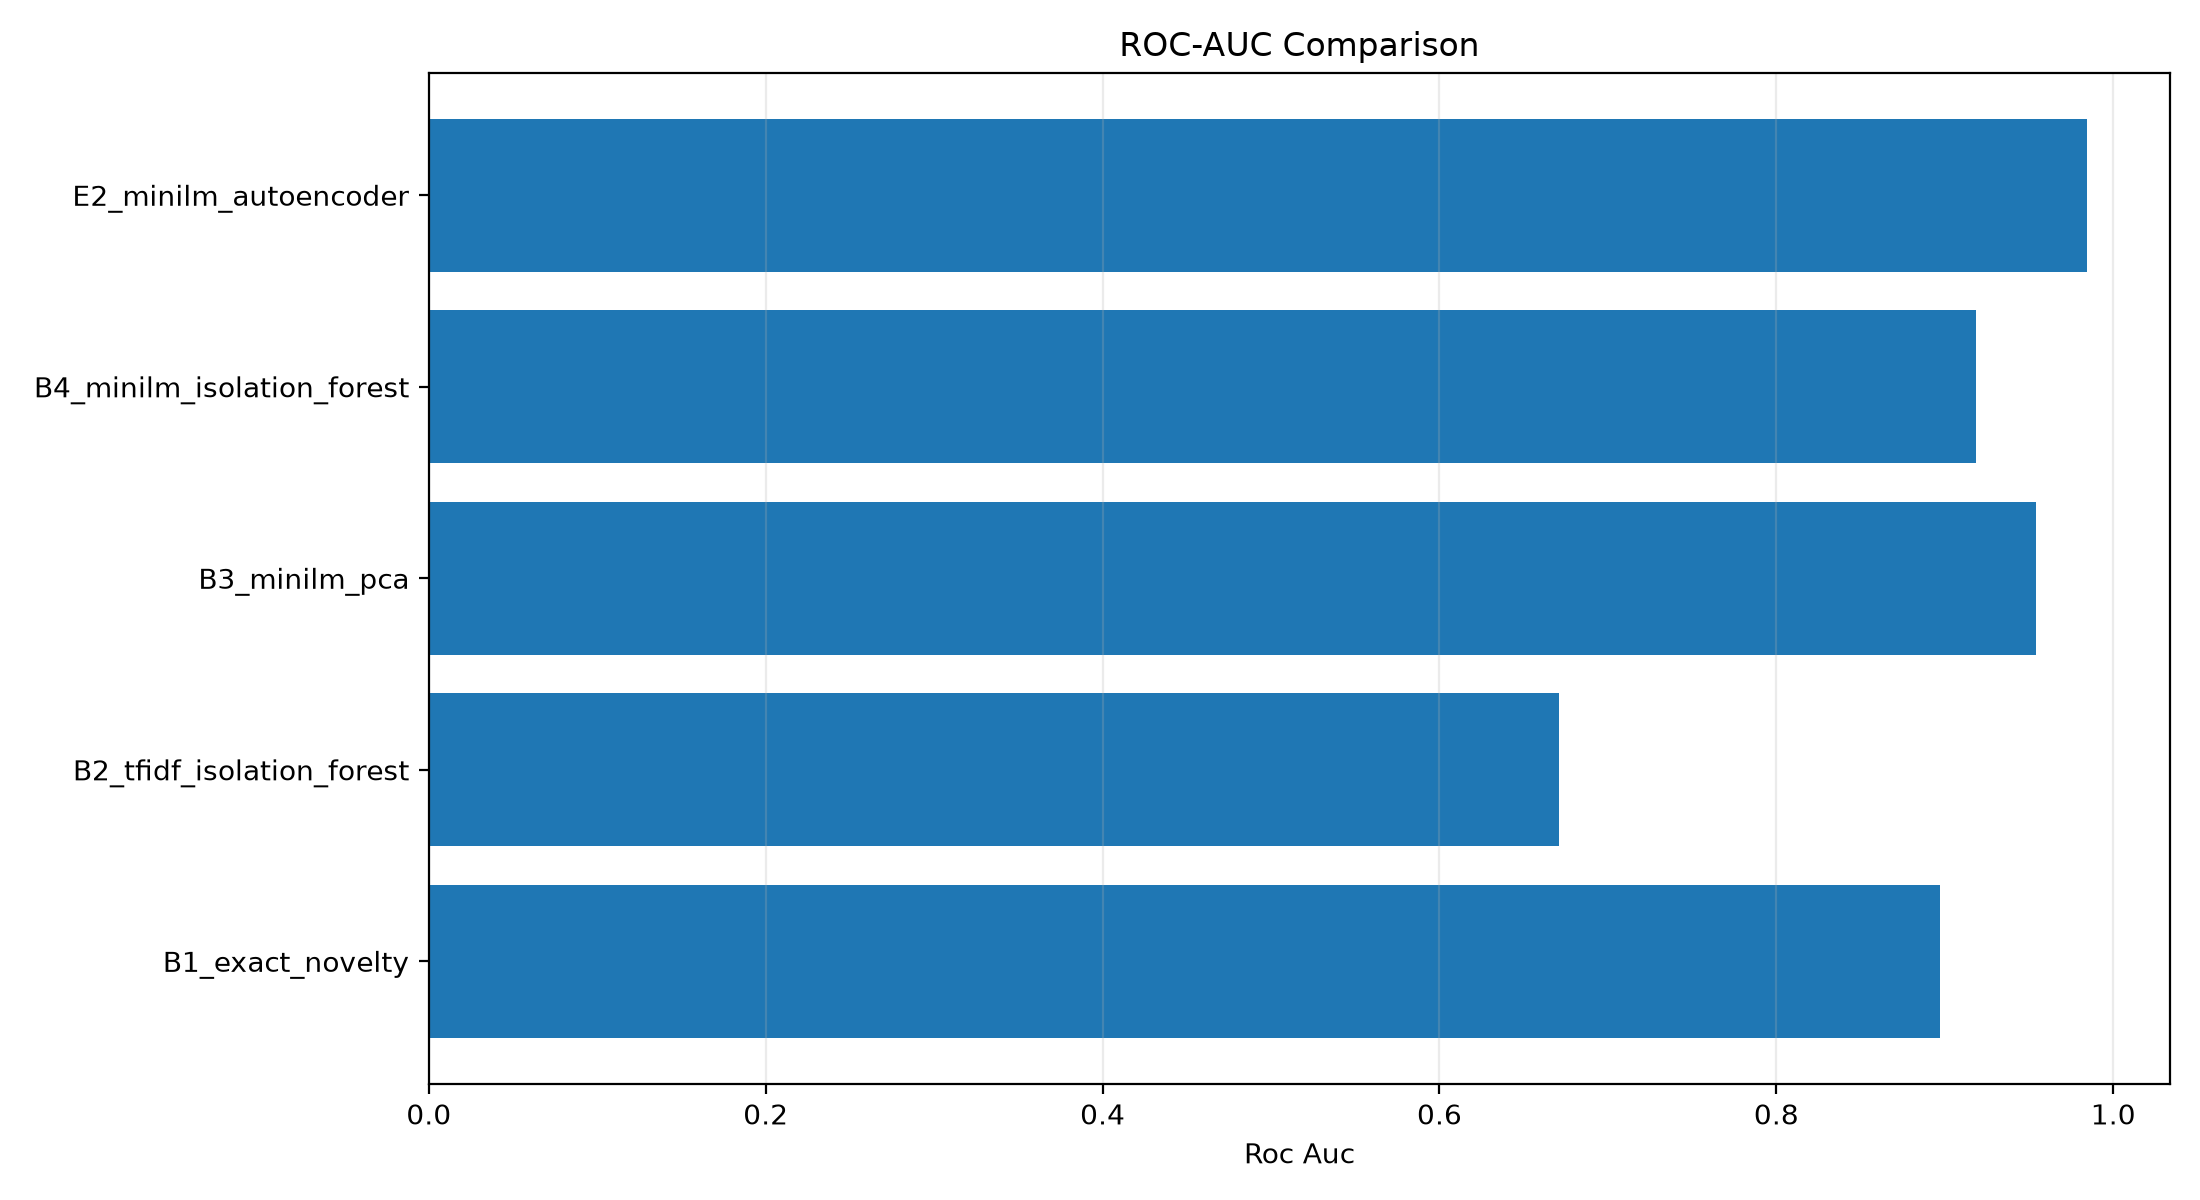 ROC-AUC Comparison
E2_minilm_autoencoder
B4_minilm_isolation_forest
B3_minilm_pca
B2_tfidf_isolation_forest
B1_exact_novelty
0.0 0.2 0.4 0.6 0.8 1.0
Roc Auc